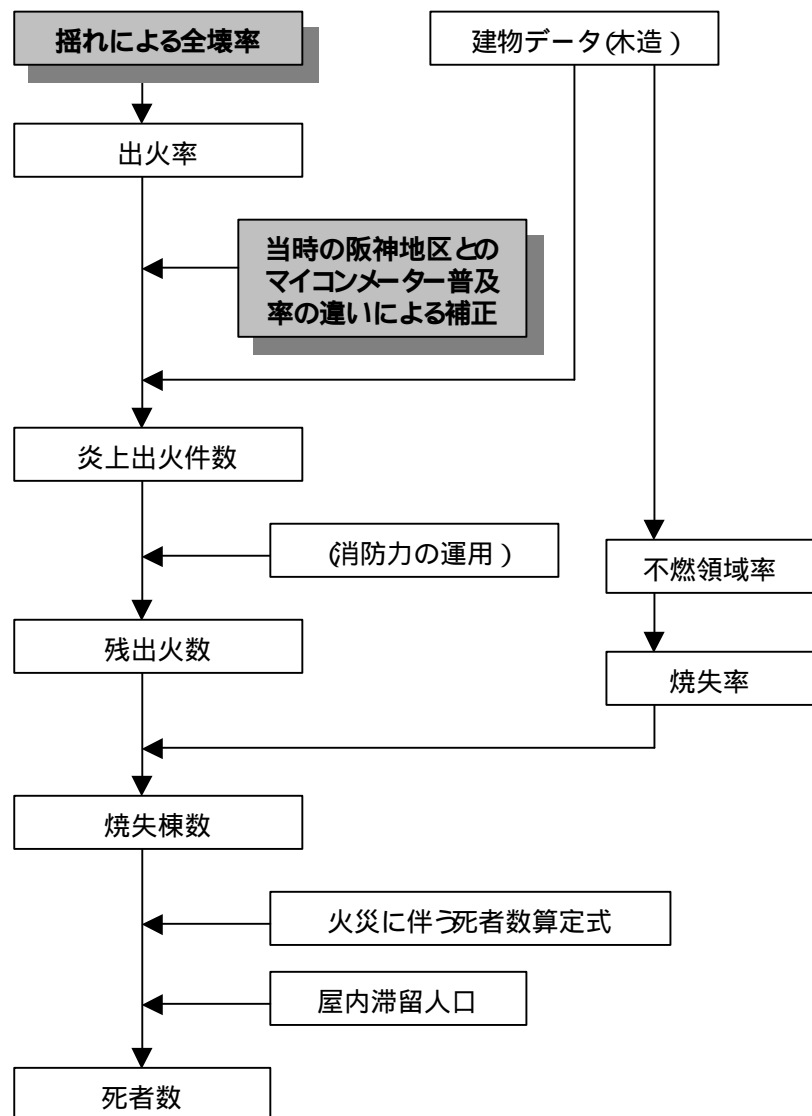 揺れによる全壊率
建物データ(木造)
出火率
当時の阪神地区との
マイコンメーター普及
率の違いによる補正
炎上出火件数
(消防力の運用)
不燃領域率
残出火数
焼失率
焼失棟数
火災に伴う死者数算定式
屋内滞留人口
死者数